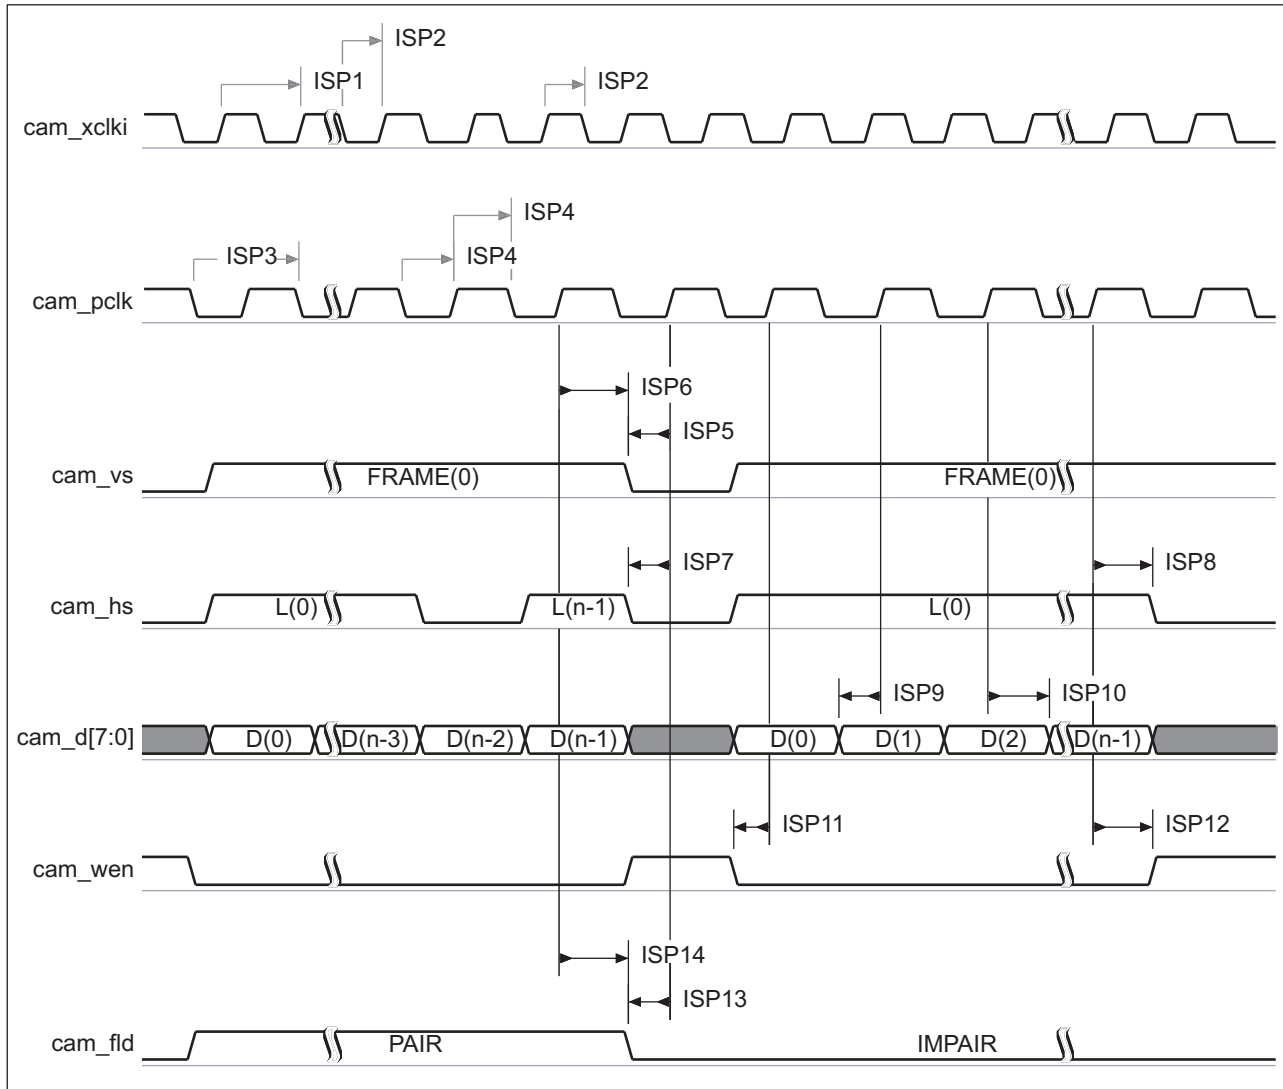 ISP2
ISP1 ISP2
cam_xclki
ISP4
ISP3 ISP4
cam_pclk
ISP6
ISP5
cam_vs FRAME(0) FRAME(0)
ISP7 ISP8
cam_hs L(0) L(n-1) L(0)
ISP9 ISP10
cam_d[7:0] D(0) D(n-3) D(n-2) D(n-1) D(0) D(1) D(2) D(n-1)
ISP11 ISP12
cam_wen
ISP14
ISP13
cam_fld PAIR IMPAIR